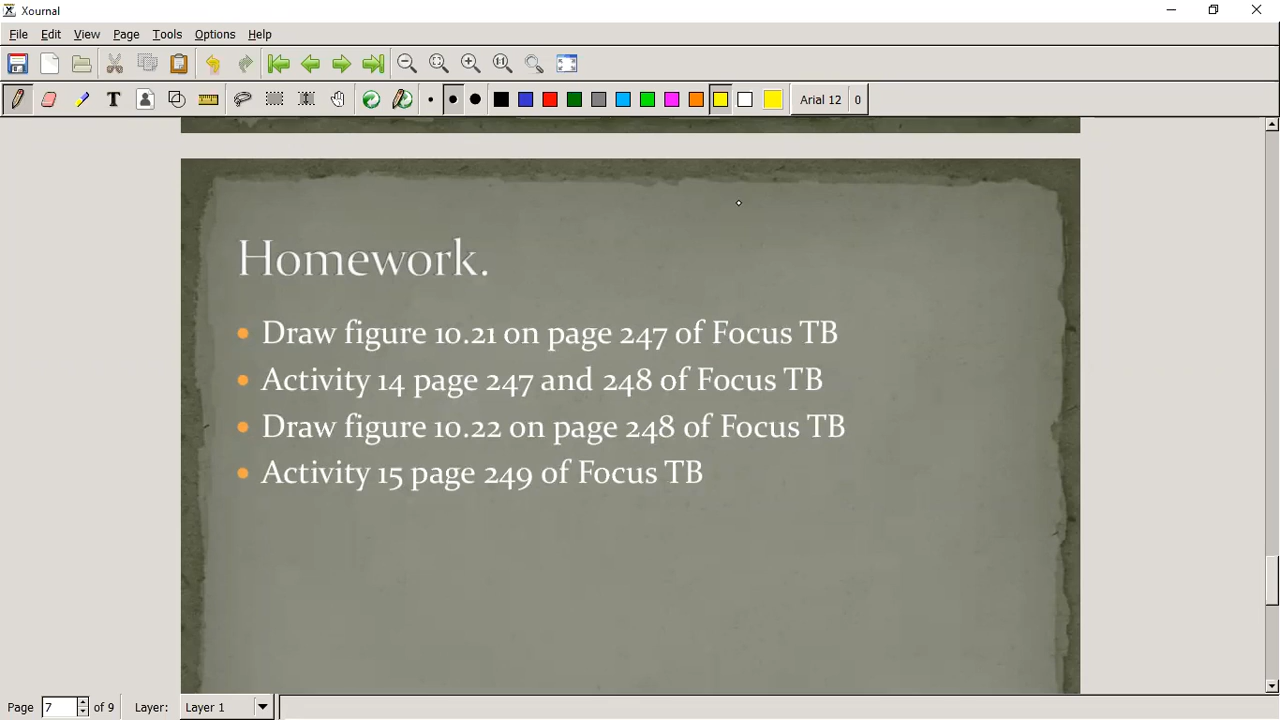 Xournal
File Edit View Page Tools Options Help
T Arial 12 0
Homework.
• Draw figure 10.21 on page 247 of Focus TB
• Activity 14 page 247 and 248 of Focus TB
• Draw figure 10.22 on page 248 of Focus TB
• Activity 15 page 249 of Focus TB
Page 7 of 9 Layer: Layer 1